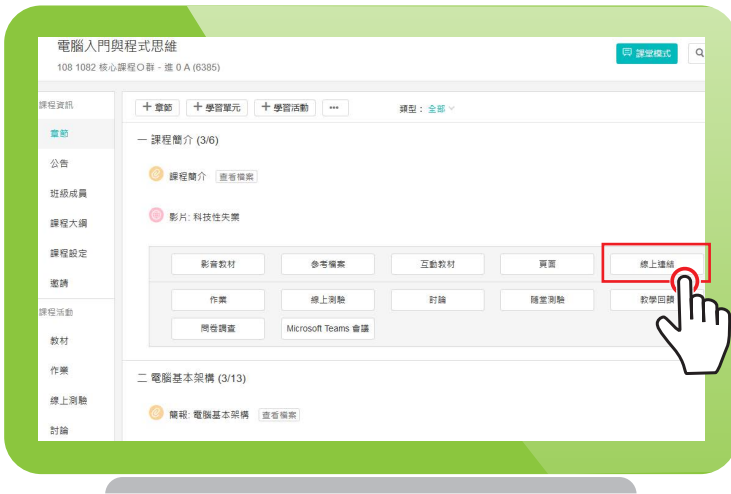 電腦入門與程式思維
108 1082 核心課程O群 - 進 0 A (6385)
課堂模式
課程資訊
章節
公告
班級成員
課程大綱
課程設定
邀請
課程活動
教材
作業
線上測驗
討論
+ 章節 + 學習單元 + 學習活動 ••• 類型： 全部
一 課程簡介 (3/6)
課程簡介 查看檔案
影片: 科技性失業
影音教材 參考檔案 互動教材 頁面 線上連結
作業 線上測驗 討論 隨堂測驗 教學回饋
問卷調查 Microsoft Teams 會議
二 電腦基本架構 (3/13)
簡報: 電腦基本架構 查看檔案